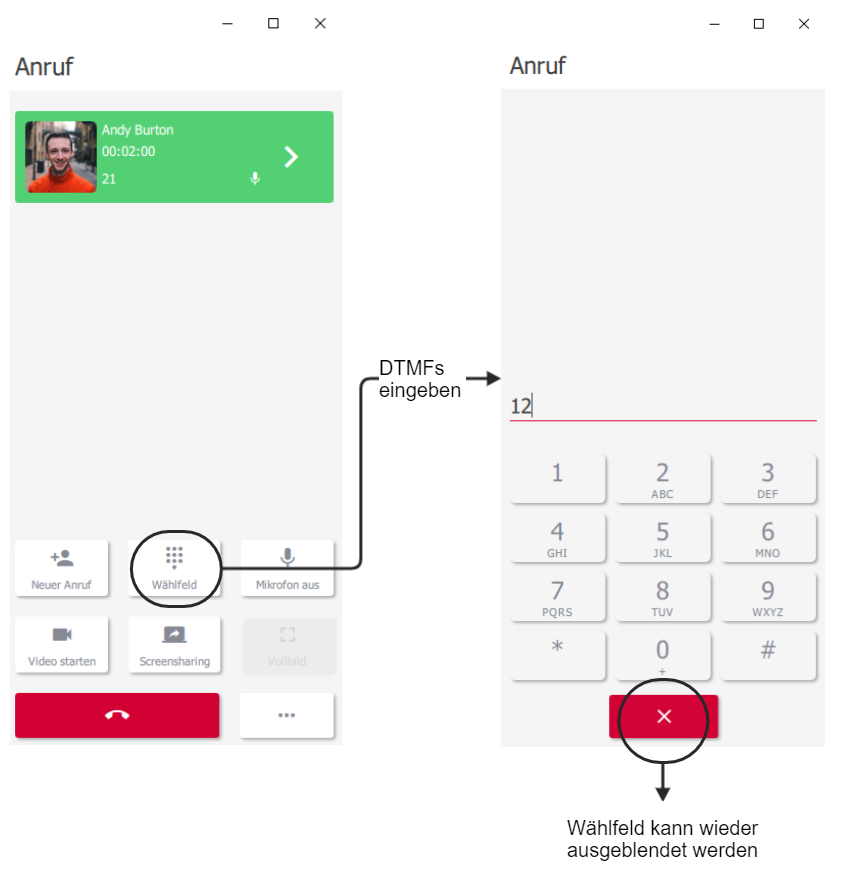 Anruf
Andy Burton
00:02:00
21
Neuer Anruf
Wählfeld
Mikrofon aus
Video starten
Screensharing
Vollbild
DTMFs
eingeben
Anruf
12
1
2
3
ABC
DEF
4
5
6
GHI
JKL
MNO
7
8
9
PQRS
TUV
WXYZ
*
0
#
+
Wählfeld kann wieder
ausgeblendet werden